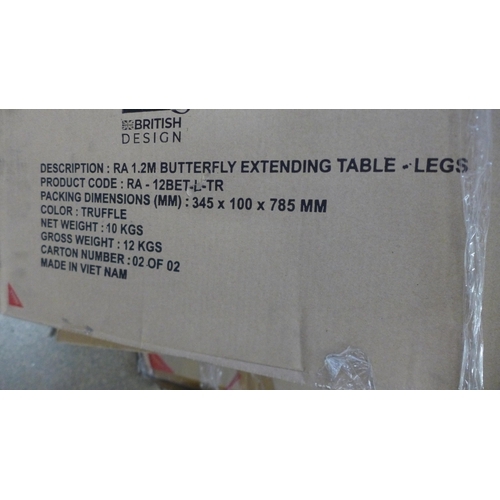 BRITISH
DESIGN
DESCRIPTION : RA 1.2M BUTTERFLY EXTENDING TABLE - LEGS
PRODUCT CODE : RA - 12BET-L-TR
PACKING DIMENSIONS (MM) : 345 x 100 x 785 MM
COLOR : TRUFFLE
NET WEIGHT : 10 KGS
GROSS WEIGHT : 12 KGS
CARTON NUMBER : 02 OF 02
MADE IN VIET NAM